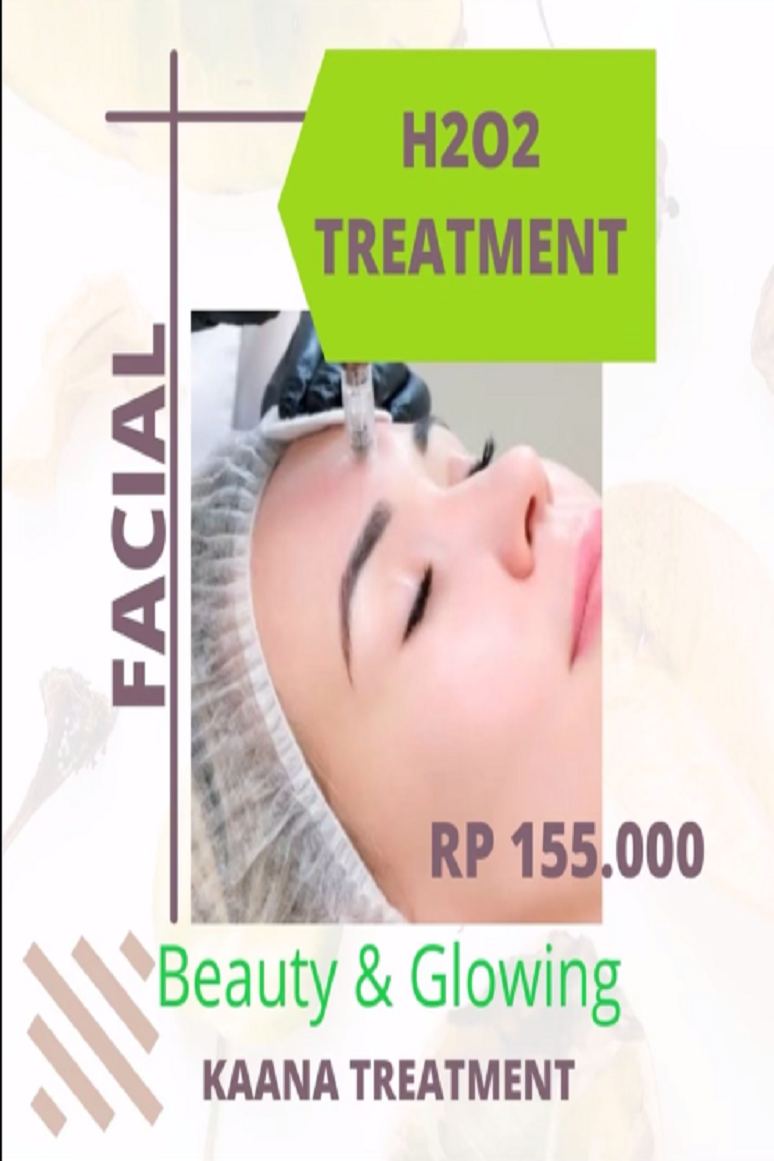 H2O2
TREATMENT
FACIAL
RP 155.000
Beauty & Glowing
KAANA TREATMENT